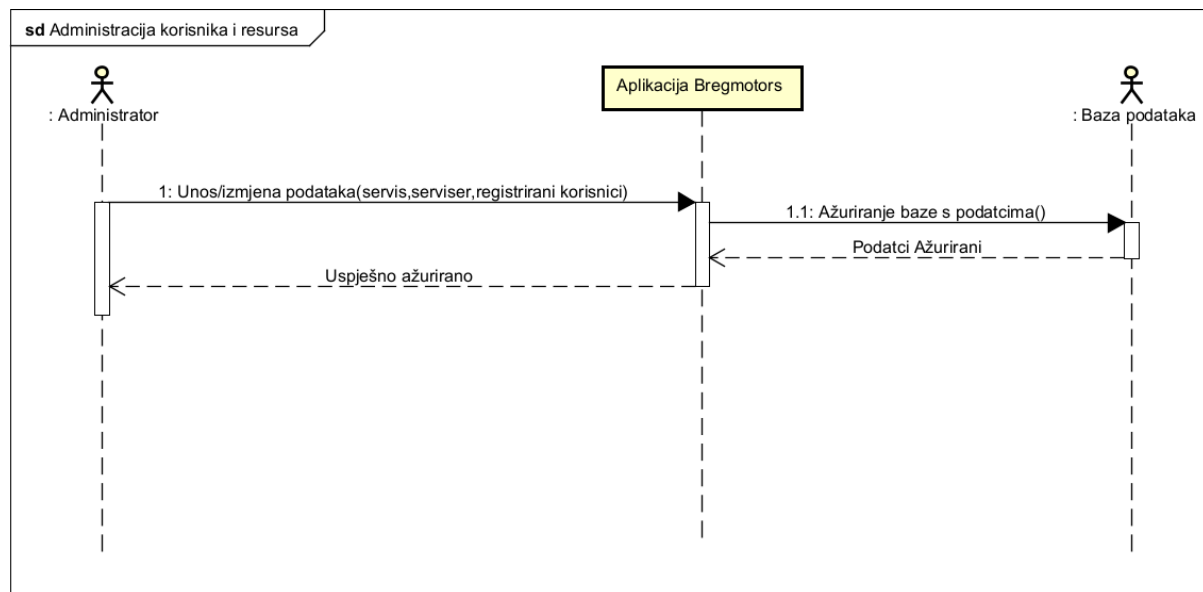 sd Administracija korisnika i resursa
: Administrator
Aplikacija Bregmotors
: Baza podataka
1: Unos/izmjena podataka(servis,serviser,registrirani korisnici)
1.1: Ažuriranje baze s podatcima()
Podatci Ažurirani
Uspješno ažurirano